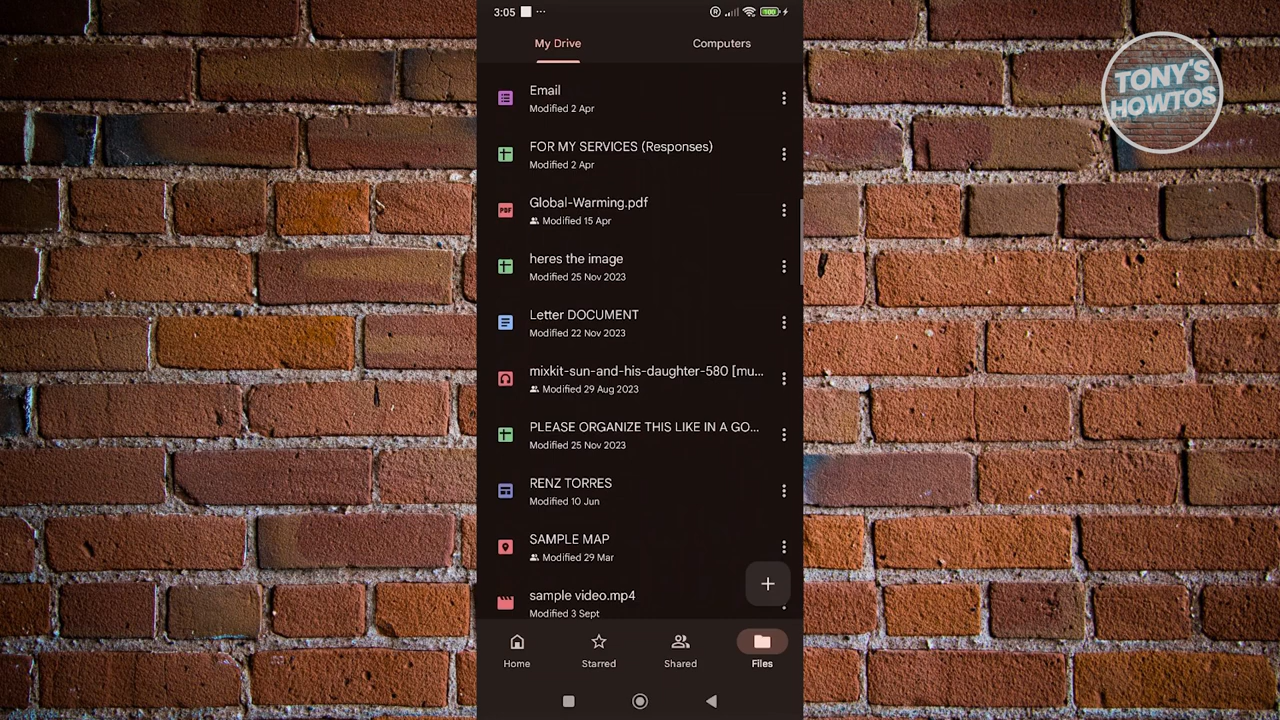 3:05
100
TONY'S
HOWTOS
My Drive
Computers
Email
Modified 2 Apr
FOR MY SERVICES (Responses)
Modified 2 Apr
PDF
Global-Warming.pdf
Modified 15 Apr
heres the image
Modified 25 Nov 2023
Letter DOCUMENT
Modified 22 Nov 2023
mixkit-sun-and-his-daughter-580 [mu...
Modified 29 Aug 2023
PLEASE ORGANIZE THIS LIKE IN A GO...
Modified 25 Nov 2023
RENZ TORRES
Modified 10 Jun
SAMPLE MAP
Modified 29 Mar
sample video.mp4
Modified 3 Sept
Home
Starred
Shared
Files